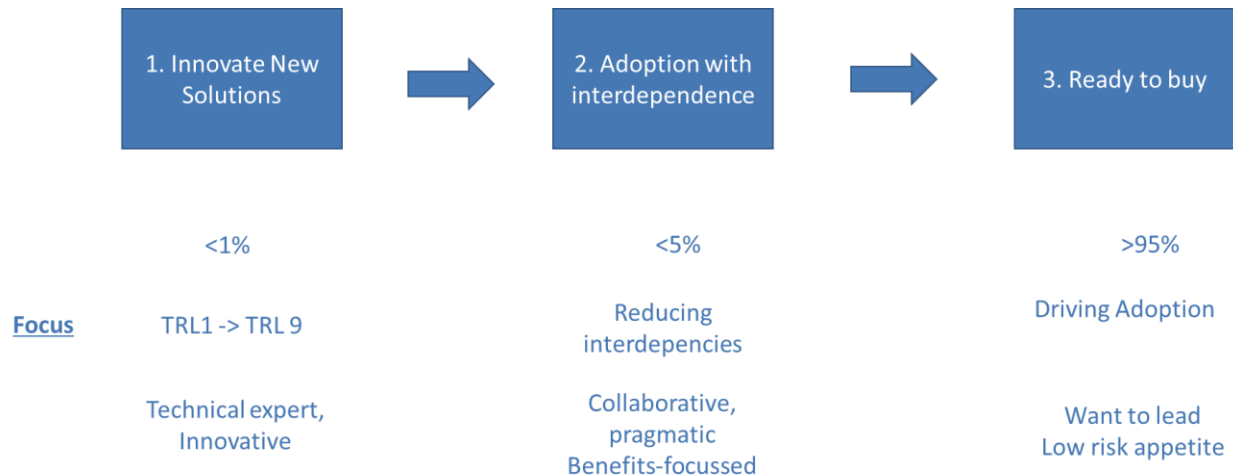 1. Innovate New
Solutions
2. Adoption with
interdependence
3. Ready to buy
<1%
<5%
>95%
Focus
TRL1 -> TRL 9
Reducing
interdepencies
Driving Adoption
Technical expert,
Innovative
Collaborative,
pragmatic
Benefits-focussed
Want to lead
Low risk appetite